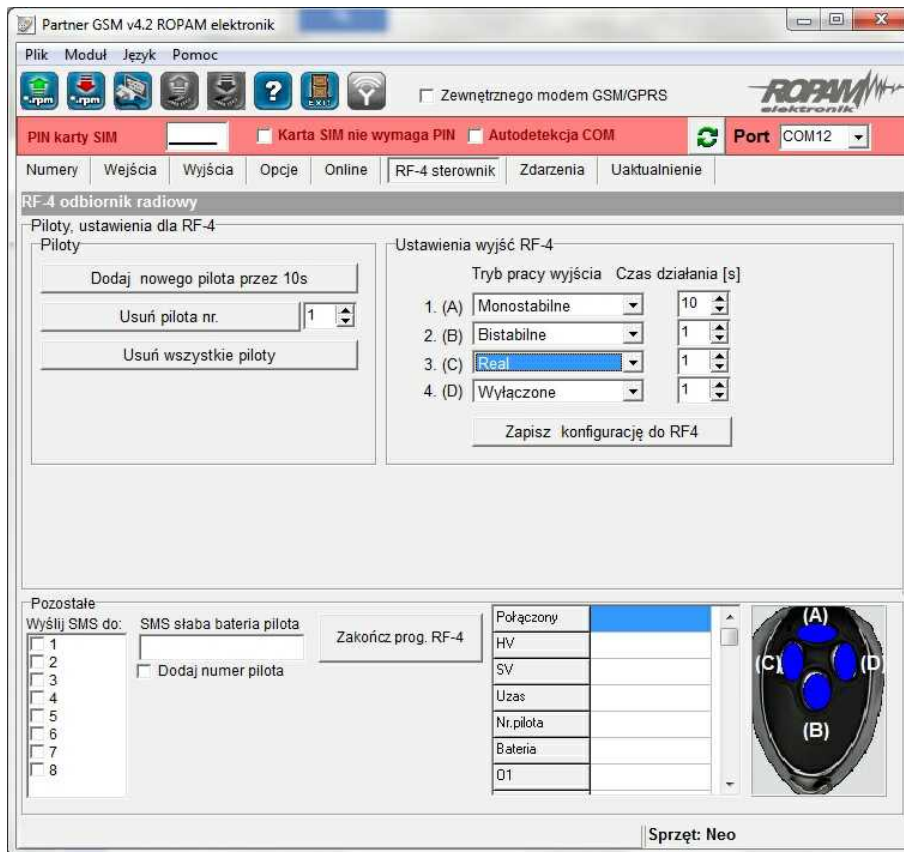 Partner GSM v4.2 ROPAM elektronik
Plik Moduł Język Pomoc
.rpm .rpm ? EXIT Zewnętrznego modem GSM/GPRS ROPAM elektronik
PIN karty SIM Karta SIM nie wymaga PIN Autodetekcja COM Port COM12
Numery Wejścia Wyjścia Opcje Online RF-4 sterownik Zdarzenia Uaktualnienie
RF-4 odbiornik radiowy
Piloty, ustawienia dla RF-4
Piloty
Dodaj nowego pilota przez 10s
Usuń pilota nr. 1
Usuń wszystkie piloty
Ustawienia wyjść RF-4
Tryb pracy wyjścia Czas działania [s]
1. (A) Monostabilne 10
2. (B) Bistabilne 1
3. (C) Real 1
4. (D) Wyłączone 1
Zapisz konfigurację do RF4
Pozostałe
Wyślij SMS do:
1
2
3
4
5
6
7
8
SMS słaba bateria pilota
Dodaj numer pilota
Zakończ prog. RF-4
Połączony
HV
SV
Uzas
Nr.pilota
Bateria
O1
(A)
(C) (D)
(B)
Sprzęt: Neo